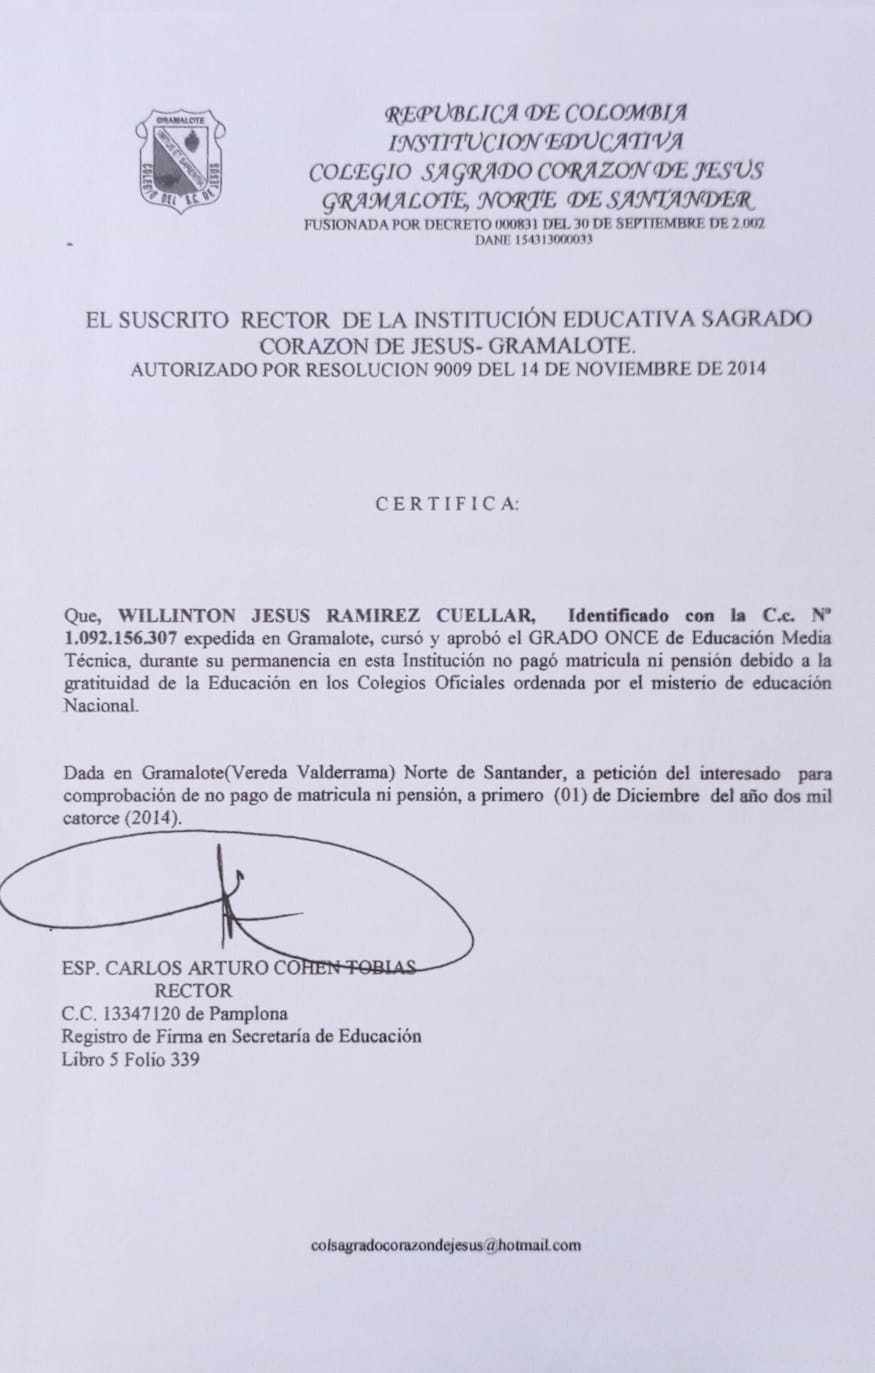 GRAMALOTE
VIRTUS ET SAPIENTIA
COLEGIO DEL S.C. DE JESUS
REPUBLICA DE COLOMBIA
INSTITUCION EDUCATIVA
COLEGIO SAGRADO CORAZON DE JESUS
GRAMALOTE, NORTE DE SANTANDER
FUSIONADA POR DECRETO 000831 DEL 30 DE SEPTIEMBRE DE 2.002
DANE 154313000033
EL SUSCRITO RECTOR DE LA INSTITUCIÓN EDUCATIVA SAGRADO
CORAZON DE JESUS- GRAMALOTE.
AUTORIZADO POR RESOLUCION 9009 DEL 14 DE NOVIEMBRE DE 2014
C E R T I F I C A:
Que, WILLINTON JESUS RAMIREZ CUELLAR, Identificado con la C.c. Nº
1.092.156.307 expedida en Gramalote, cursó y aprobó el GRADO ONCE de Educación Media
Técnica, durante su permanencia en esta Institución no pagó matricula ni pensión debido a la
gratituidad de la Educación en los Colegios Oficiales ordenada por el misterio de educación
Nacional.
Dada en Gramalote(Vereda Valderrama) Norte de Santander, a petición del interesado para
comprobación de no pago de matricula ni pensión, a primero (01) de Diciembre del año dos mil
catorce (2014).
ESP. CARLOS ARTURO COHEN TOBIAS
RECTOR
C.C. 13347120 de Pamplona
Registro de Firma en Secretaría de Educación
Libro 5 Folio 339
colsagradocorazondejesus@hotmail.com